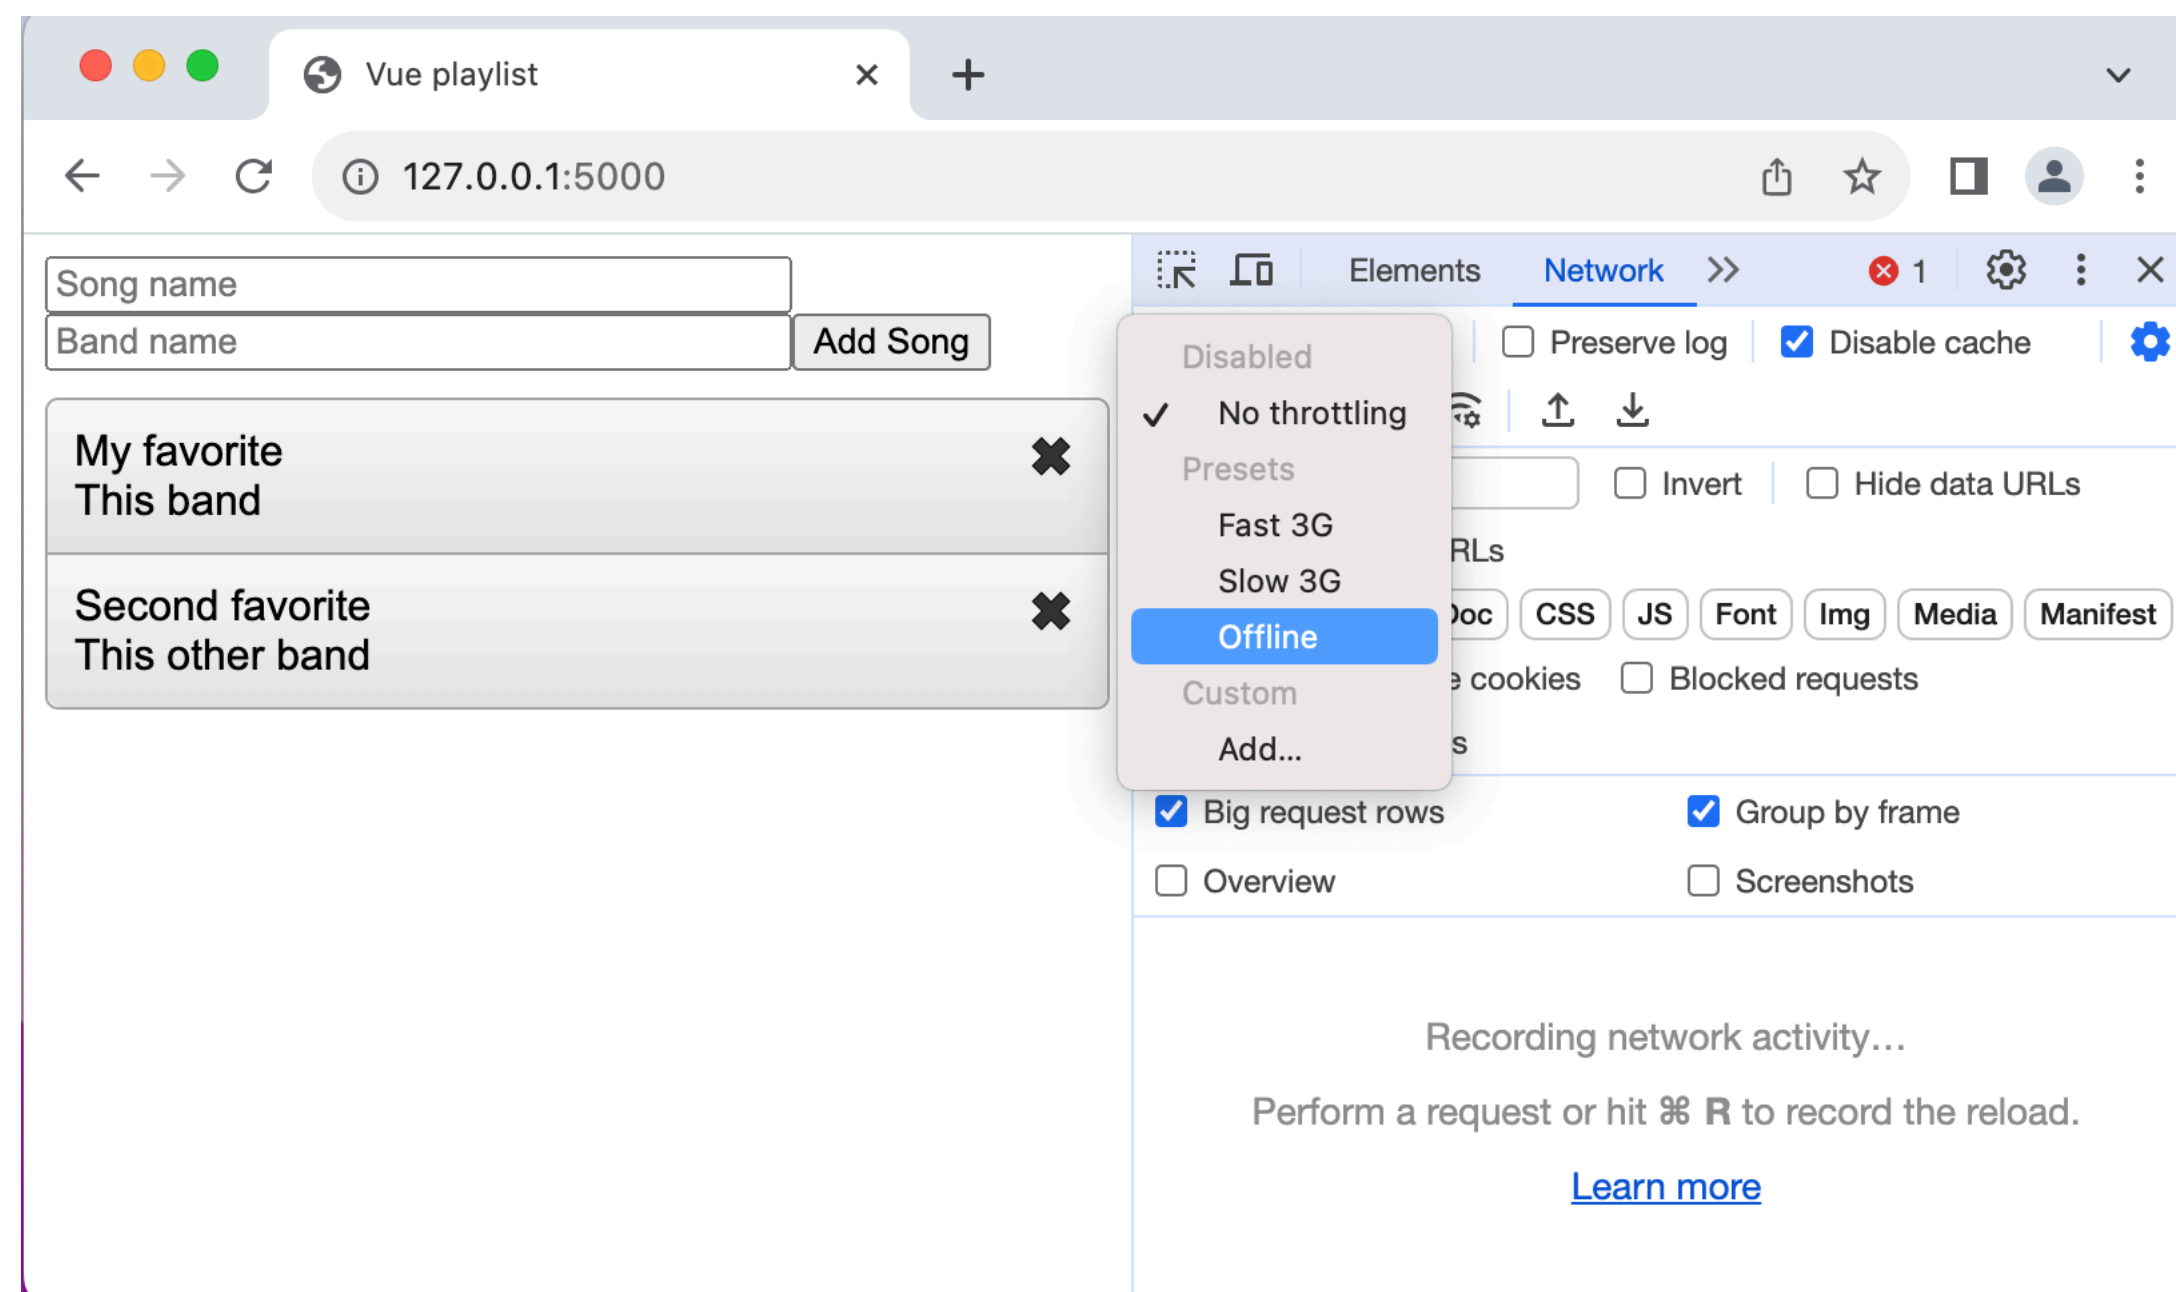 Vue playlist
127.0.0.1:5000
Song name
Band name
Add Song
My favorite
This band
Second favorite
This other band
Elements Network 1
Preserve log Disable cache
Disabled
No throttling
Presets
Fast 3G
Slow 3G
Offline
Custom
Add...
Invert Hide data URLs
RLs
CSS JS Font Img Media Manifest
cookies Blocked requests
s
Big request rows Group by frame
Overview Screenshots
Recording network activity…
Perform a request or hit ⌘ R to record the reload.
Learn more